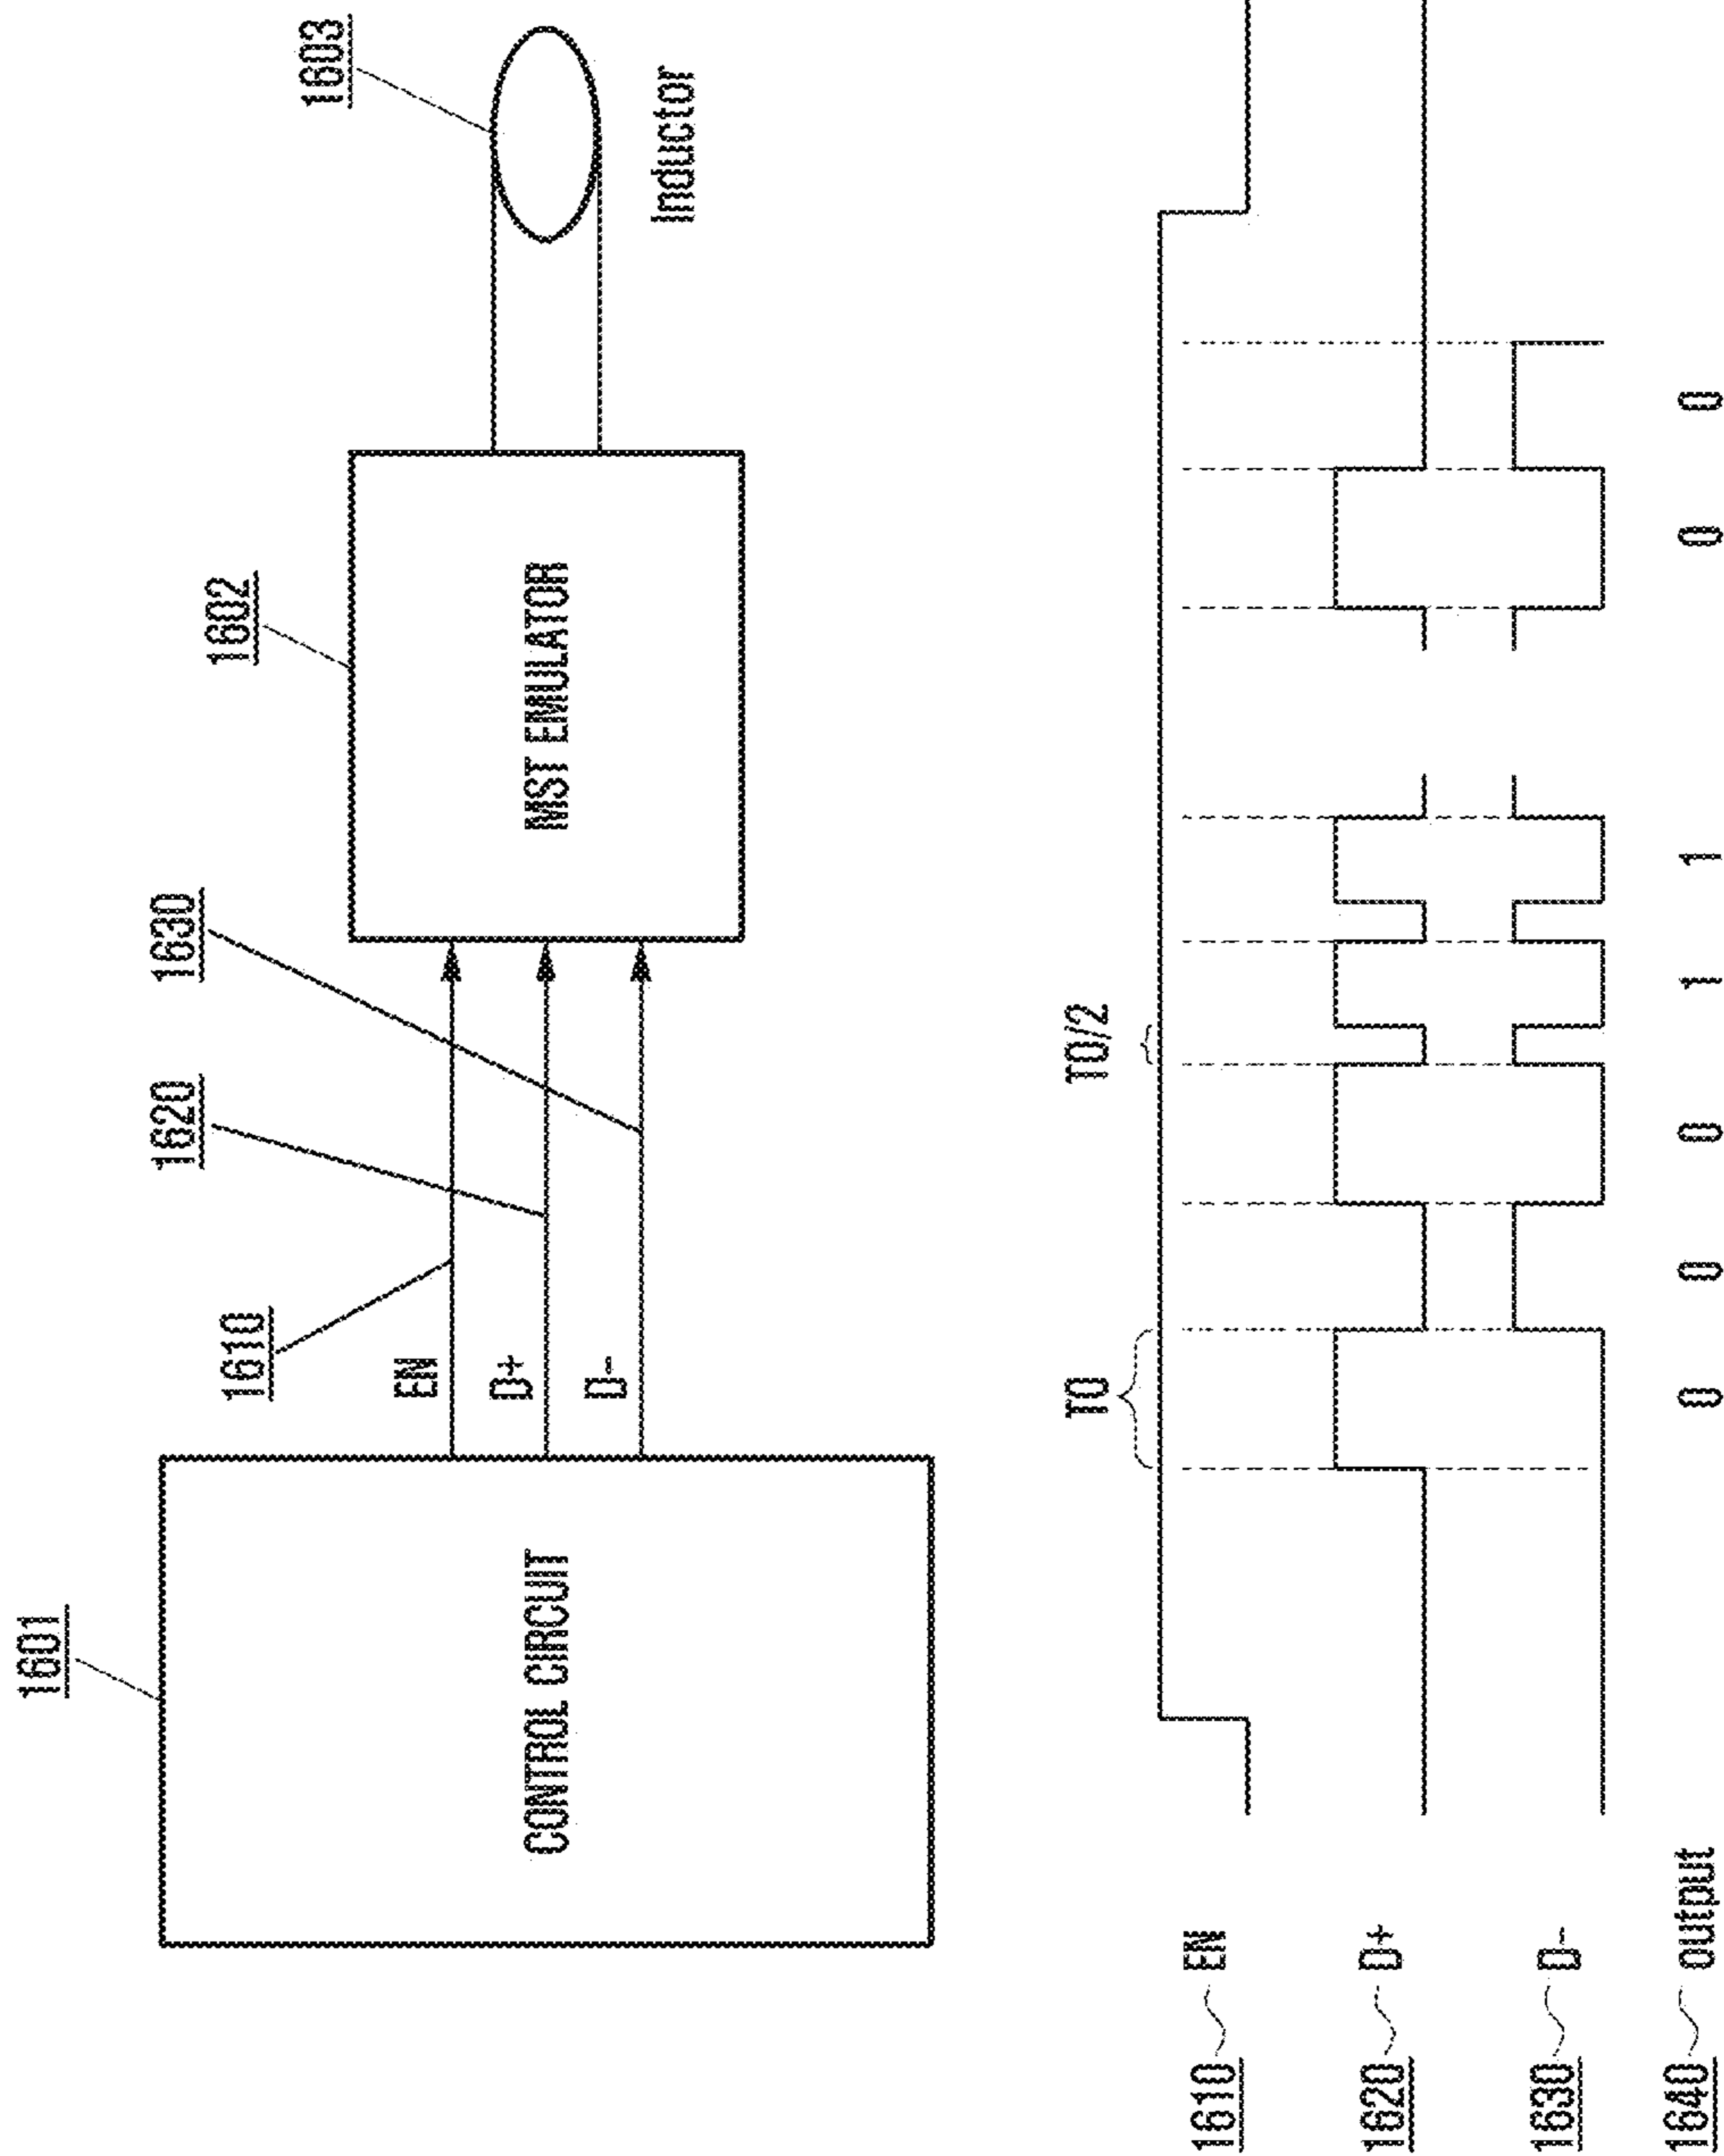 1601
CONTROL CIRCUIT
1610
1620
1630
EN
D+
D-
1602
MST EMULATOR
1603
Inductor
T0
T0/2
1610 EN
1620 D+
1630 D-
1640 output
0 0 0 1 1 0 0